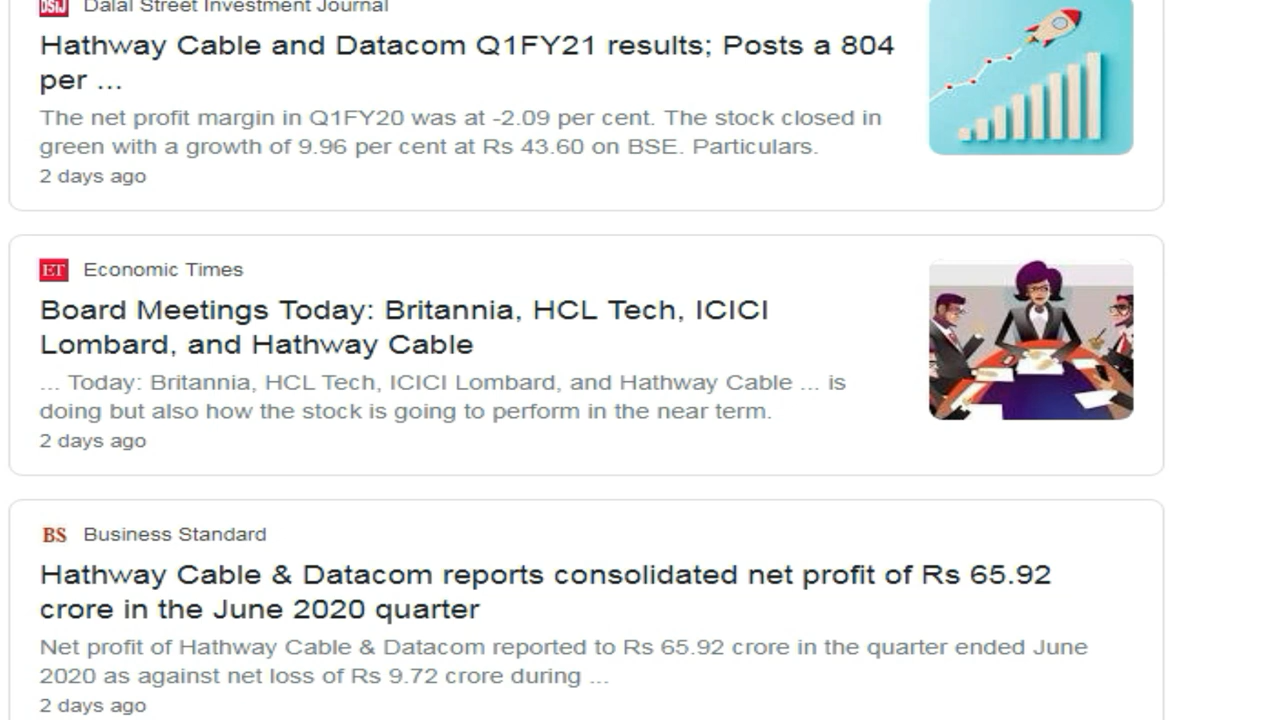 DSIJ Dalal Street Investment Journal
Hathway Cable and Datacom Q1FY21 results; Posts a 804
per ...
The net profit margin in Q1FY20 was at -2.09 per cent. The stock closed in
green with a growth of 9.96 per cent at Rs 43.60 on BSE. Particulars.
2 days ago
ET Economic Times
Board Meetings Today: Britannia, HCL Tech, ICICI
Lombard, and Hathway Cable
... Today: Britannia, HCL Tech, ICICI Lombard, and Hathway Cable ... is
doing but also how the stock is going to perform in the near term.
2 days ago
BS Business Standard
Hathway Cable & Datacom reports consolidated net profit of Rs 65.92
crore in the June 2020 quarter
Net profit of Hathway Cable & Datacom reported to Rs 65.92 crore in the quarter ended June
2020 as against net loss of Rs 9.72 crore during ...
2 days ago